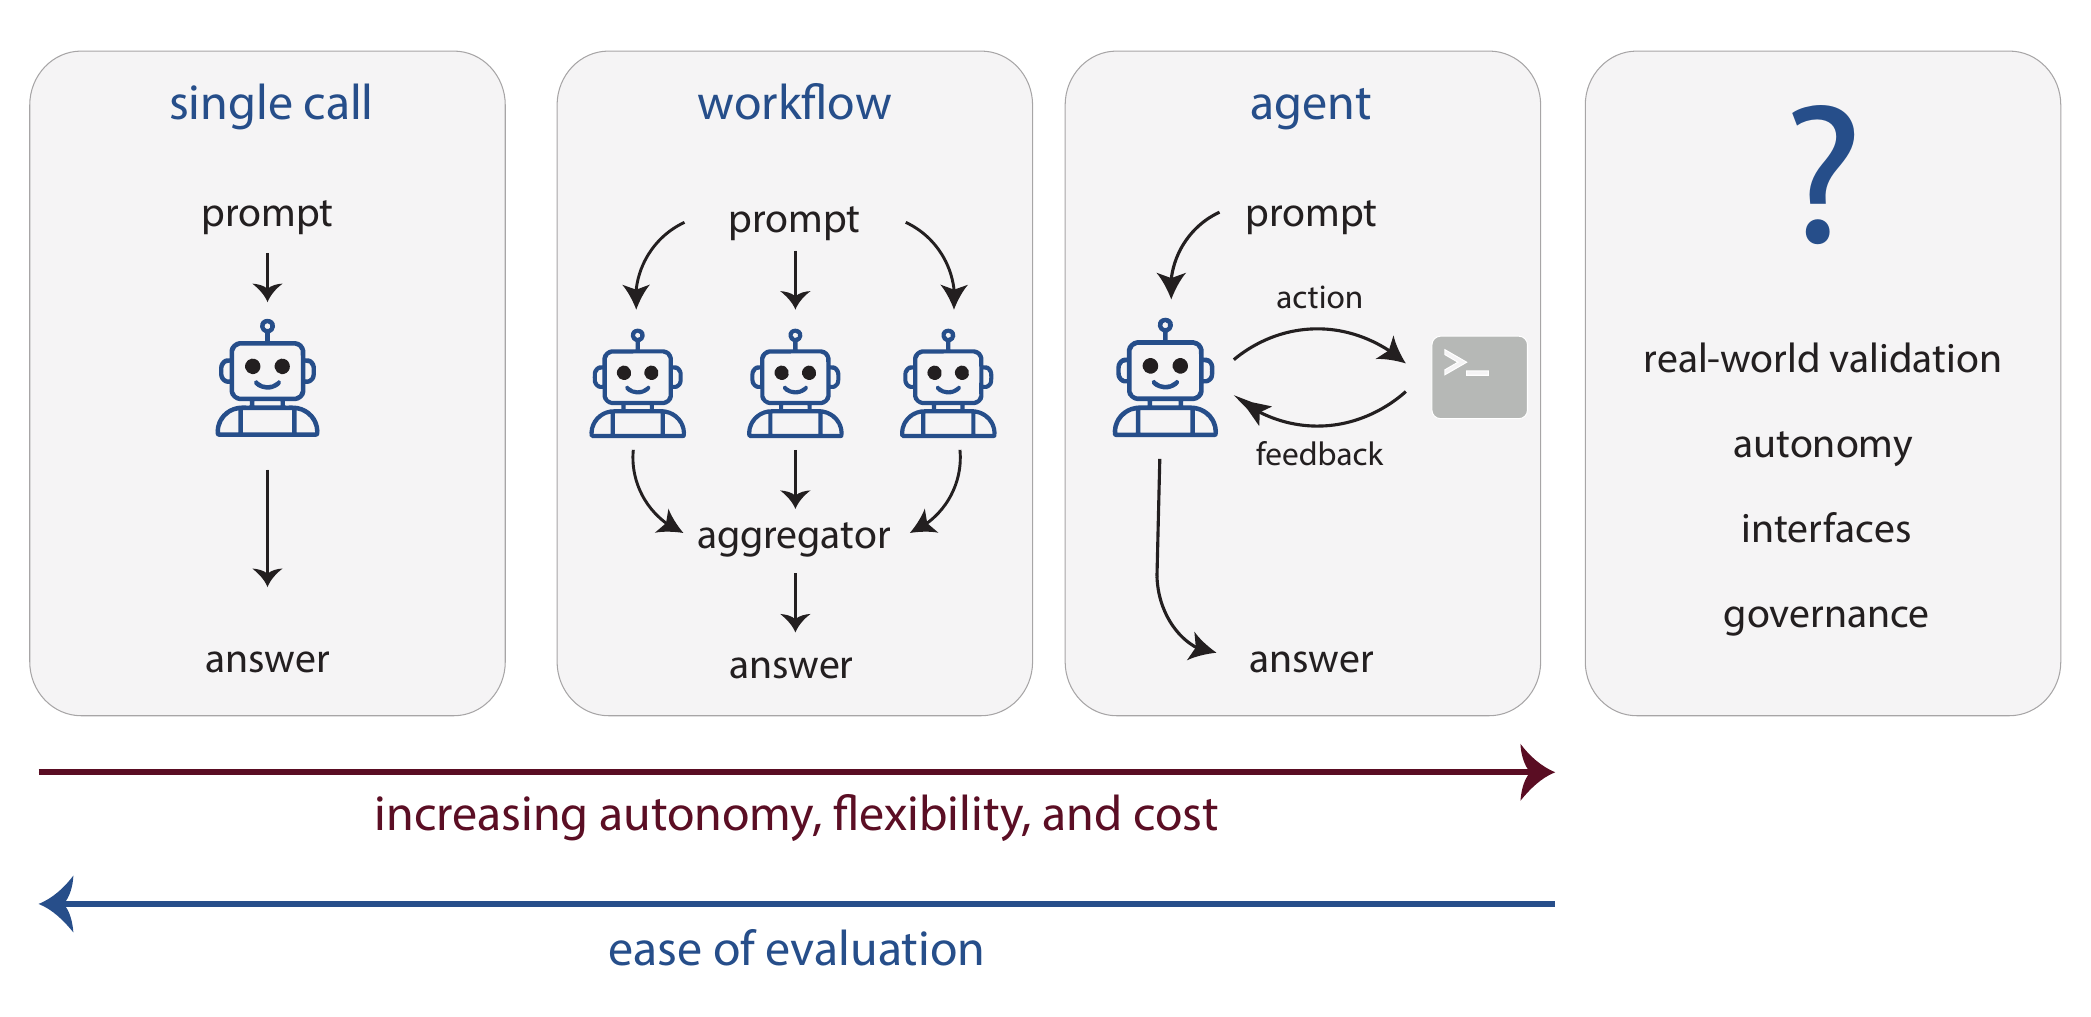 single call
prompt
answer
workflow
prompt
aggregator
answer
agent
prompt
action
>_
feedback
answer
?
real-world validation
autonomy
interfaces
governance
increasing autonomy, flexibility, and cost
ease of evaluation